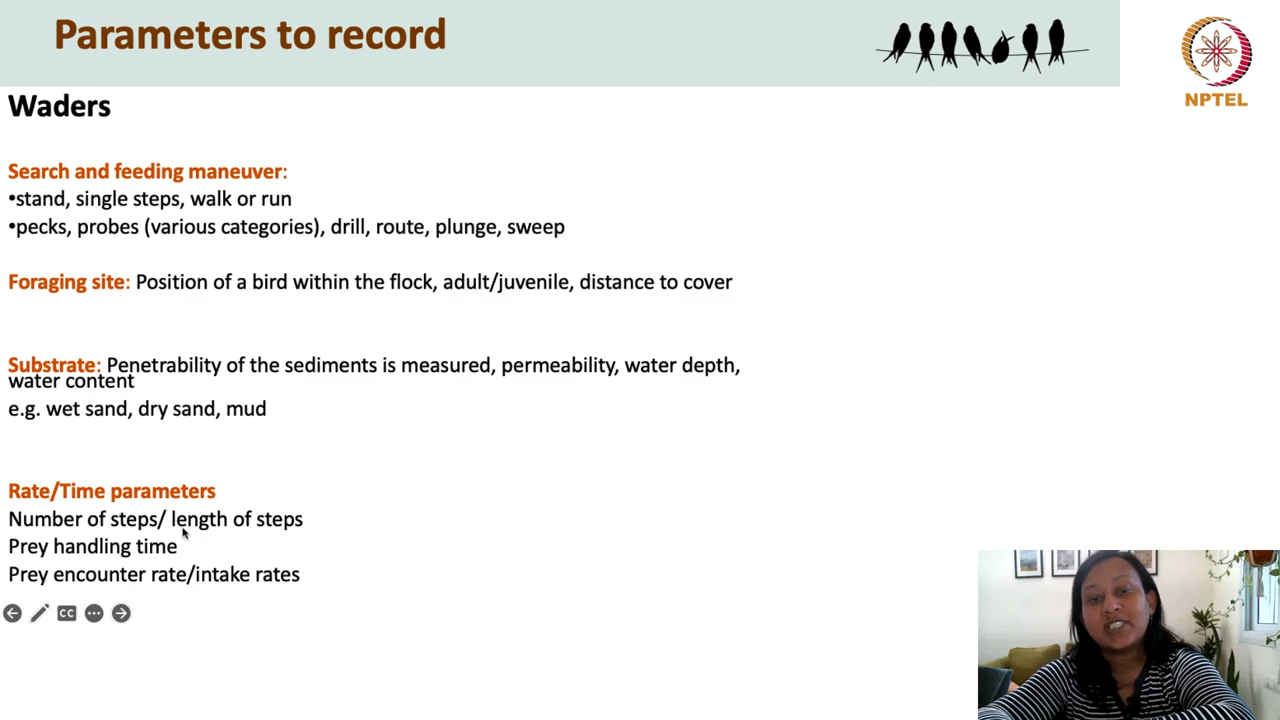 Parameters to record
NPTEL
Waders
Search and feeding maneuver:
•stand, single steps, walk or run
•pecks, probes (various categories), drill, route, plunge, sweep
Foraging site: Position of a bird within the flock, adult/juvenile, distance to cover
Substrate: Penetrability of the sediments is measured, permeability, water depth,
water content
e.g. wet sand, dry sand, mud
Rate/Time parameters
Number of steps/ length of steps
Prey handling time
Prey encounter rate/intake rates
CC